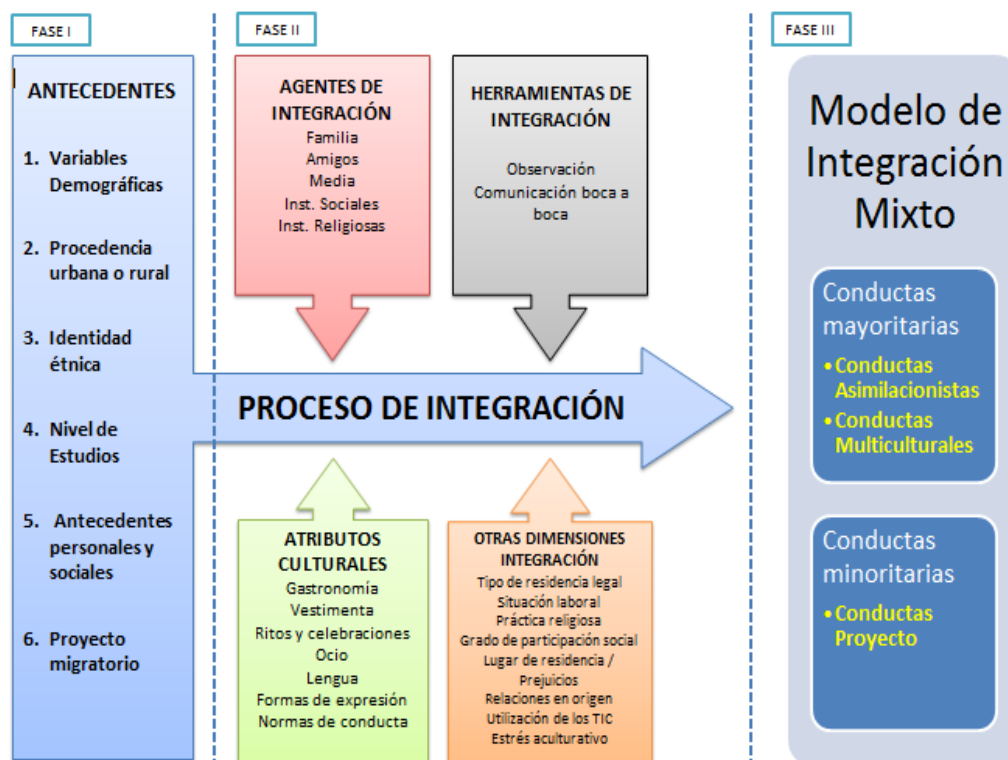 FASE I
ANTECEDENTES
1. Variables
Demográficas
2. Procedencia
urbana o rural
3. Identidad
étnica
4. Nivel de
Estudios
5. Antecedentes
personales y
sociales
6. Proyecto
migratorio
FASE II
AGENTES DE
INTEGRACIÓN
Familia
Amigos
Media
Inst. Sociales
Inst. Religiosas
HERRAMIENTAS DE
INTEGRACIÓN
Observación
Comunicación boca a
boca
PROCESO DE INTEGRACIÓN
ATRIBUTOS
CULTURALES
Gastronomía
Vestimenta
Ritos y celebraciones
Ocio
Lengua
Formas de expresión
Normas de conducta
OTRAS DIMENSIONES
INTEGRACIÓN
Tipo de residencia legal
Situación laboral
Práctica religiosa
Grado de participación social
Lugar de residencia /
Prejuicios
Relaciones en origen
Utilización de los TIC
Estrés aculturativo
FASE III
Modelo de
Integración
Mixto
Conductas
mayoritarias
•Conductas
Asimilacionistas
•Conductas
Multiculturales
Conductas
minoritarias
•Conductas
Proyecto